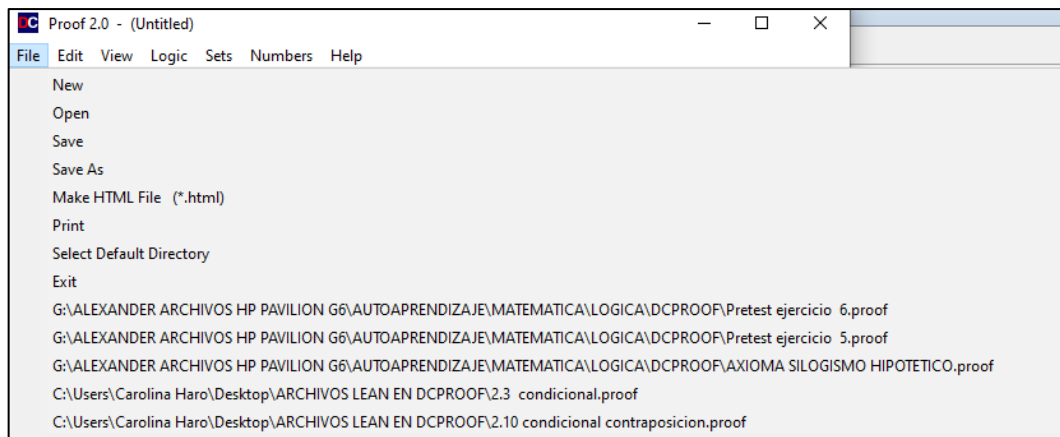 DC Proof 2.0 - (Untitled)
File Edit View Logic Sets Numbers Help
New
Open
Save
Save As
Make HTML File (*.html)
Print
Select Default Directory
Exit
G:\ALEXANDER ARCHIVOS HP PAVILION G6\AUTOAPRENDIZAJE\MATEMATICA\LOGICA\DCPROOF\Pretest ejercicio 6.proof
G:\ALEXANDER ARCHIVOS HP PAVILION G6\AUTOAPRENDIZAJE\MATEMATICA\LOGICA\DCPROOF\Pretest ejercicio 5.proof
G:\ALEXANDER ARCHIVOS HP PAVILION G6\AUTOAPRENDIZAJE\MATEMATICA\LOGICA\DCPROOF\AXIOMA SILOGISMO HIPOTETICO.proof
C:\Users\Carolina Haro\Desktop\ARCHIVOS LEAN EN DCPROOF\2.3 condicional.proof
C:\Users\Carolina Haro\Desktop\ARCHIVOS LEAN EN DCPROOF\2.10 condicional contraposicion.proof